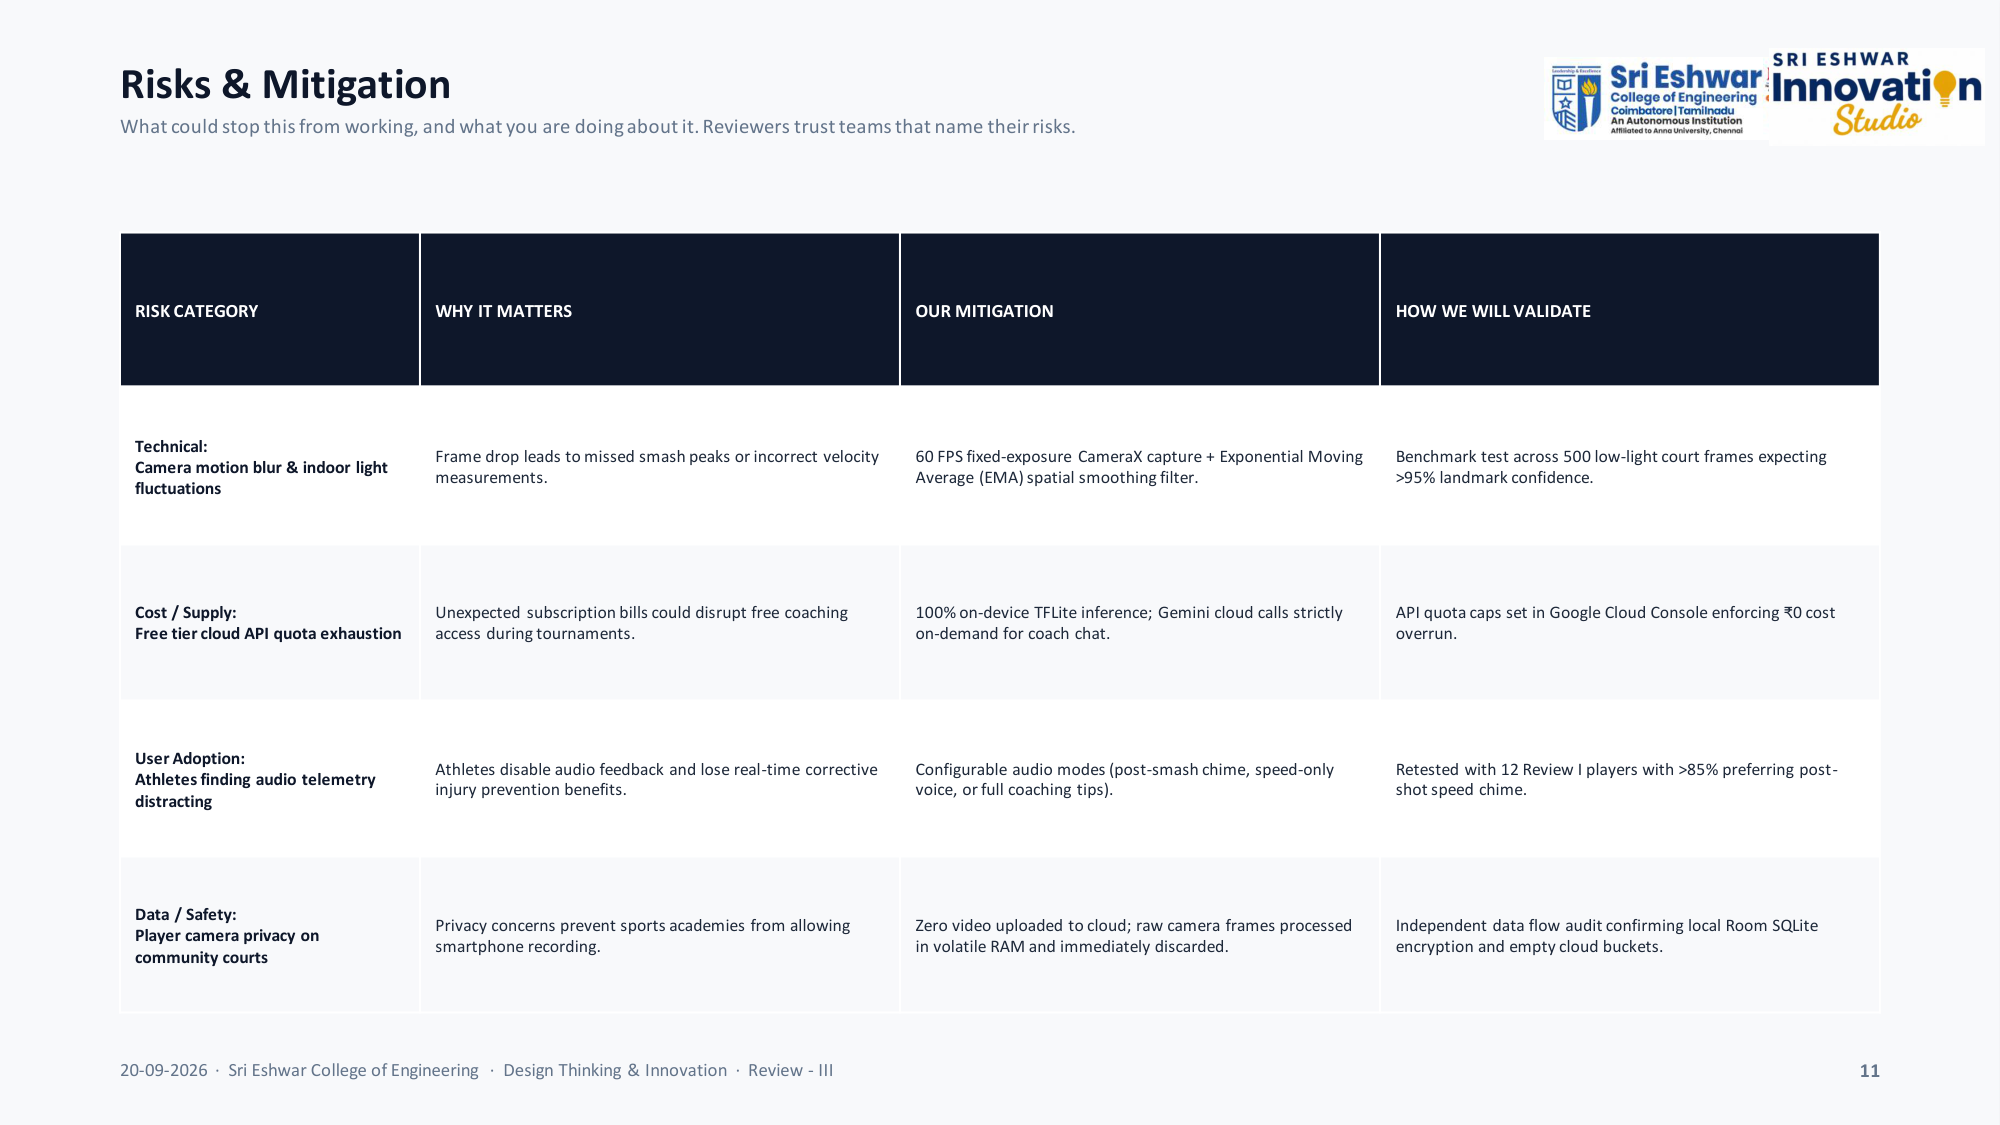 Risks & Mitigation
What could stop this from working, and what you are doing about it. Reviewers trust teams that name their risks.
Sri Eshwar
College of Engineering
Coimbatore | Tamilnadu
An Autonomous Institution
Affiliated to Anna University, Chennai
SRI ESHWAR
Innovation
Studio
RISK CATEGORY
WHY IT MATTERS
OUR MITIGATION
HOW WE WILL VALIDATE
Technical:
Camera motion blur & indoor light
fluctuations
Frame drop leads to missed smash peaks or incorrect velocity
measurements.
60 FPS fixed-exposure CameraX capture + Exponential Moving
Average (EMA) spatial smoothing filter.
Benchmark test across 500 low-light court frames expecting
>95% landmark confidence.
Cost / Supply:
Free tier cloud API quota exhaustion
Unexpected subscription bills could disrupt free coaching
access during tournaments.
100% on-device TFLite inference; Gemini cloud calls strictly
on-demand for coach chat.
API quota caps set in Google Cloud Console enforcing ₹0 cost
overrun.
User Adoption:
Athletes finding audio telemetry
distracting
Athletes disable audio feedback and lose real-time corrective
injury prevention benefits.
Configurable audio modes (post-smash chime, speed-only
voice, or full coaching tips).
Retested with 12 Review I players with >85% preferring post-
shot speed chime.
Data / Safety:
Player camera privacy on
community courts
Privacy concerns prevent sports academies from allowing
smartphone recording.
Zero video uploaded to cloud; raw camera frames processed
in volatile RAM and immediately discarded.
Independent data flow audit confirming local Room SQLite
encryption and empty cloud buckets.
20-09-2026 · Sri Eshwar College of Engineering · Design Thinking & Innovation · Review - III
11